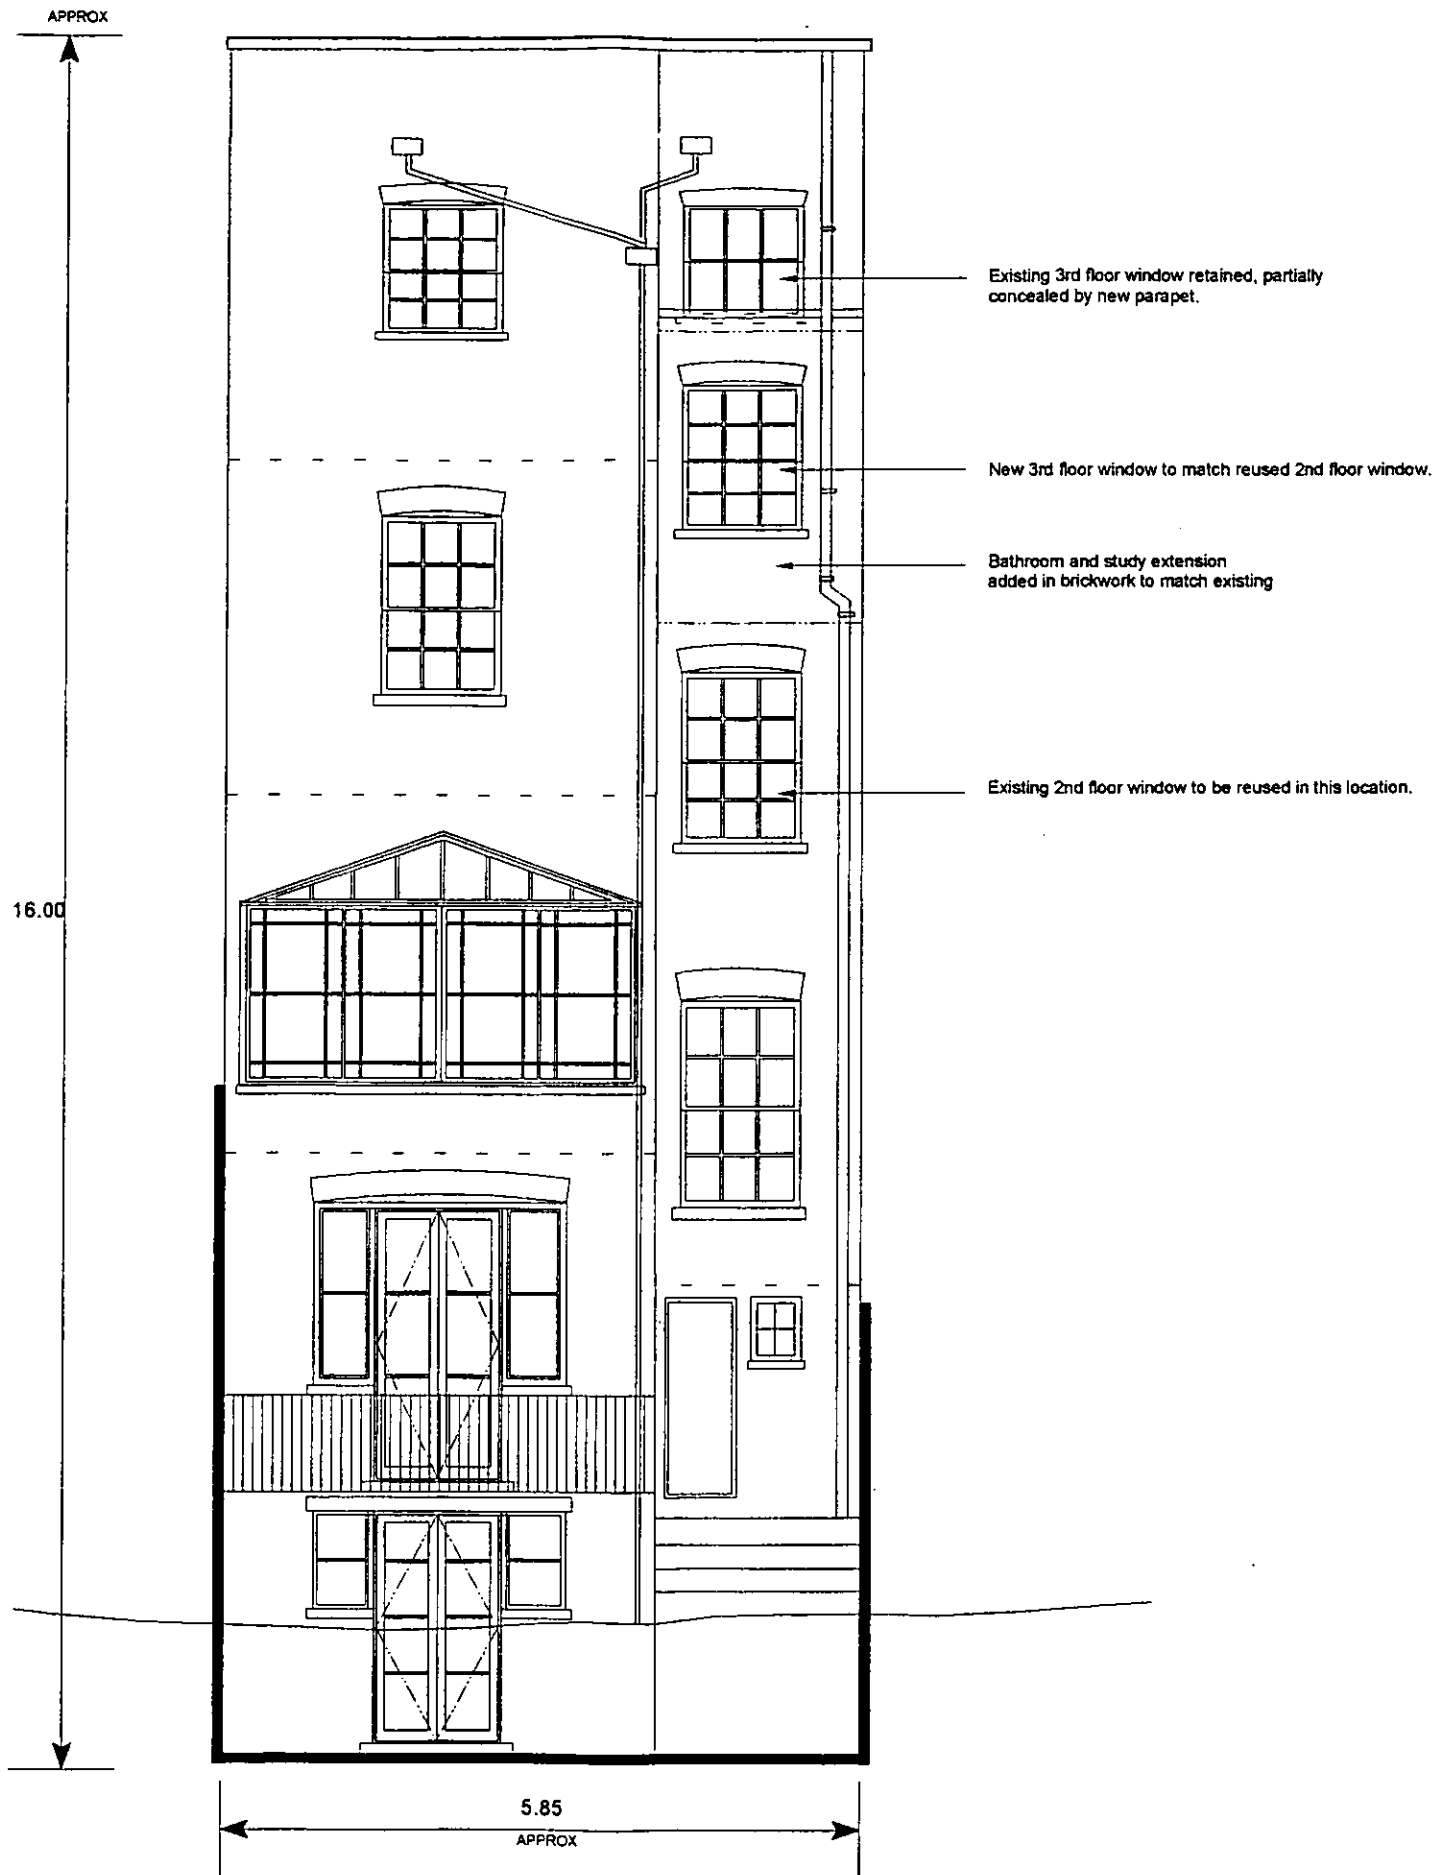 APPROX
Existing 3rd floor window retained, partially
concealed by new parapet.
New 3rd floor window to match reused 2nd floor window.
Bathroom and study extension
added in brickwork to match existing
Existing 2nd floor window to be reused in this location.
16.00
5.85
APPROX